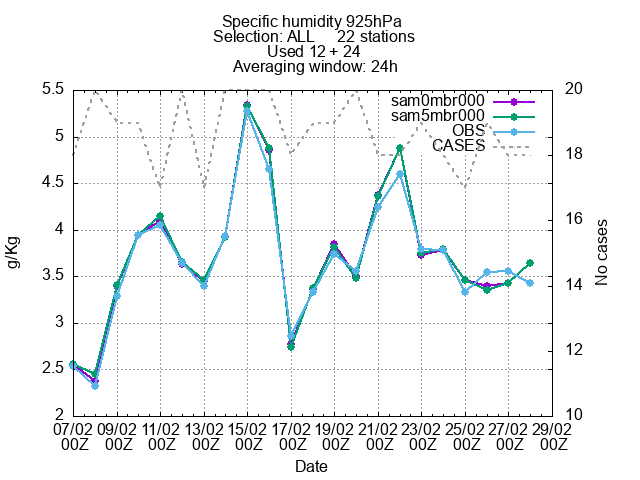 Specific humidity 925hPa
Selection: ALL 22 stations
Used 12 + 24
Averaging window: 24h
sam0mbr000
sam5mbr000
OBS
CASES
5.5
5
4.5
4
3.5
3
2.5
2
g/Kg
20
18
16
14
12
10
No cases
07/02 09/02 11/02 13/02 15/02 17/02 19/02 21/02 23/02 25/02 27/02 29/02
00Z 00Z 00Z 00Z 00Z 00Z 00Z 00Z 00Z 00Z 00Z 00Z
Date